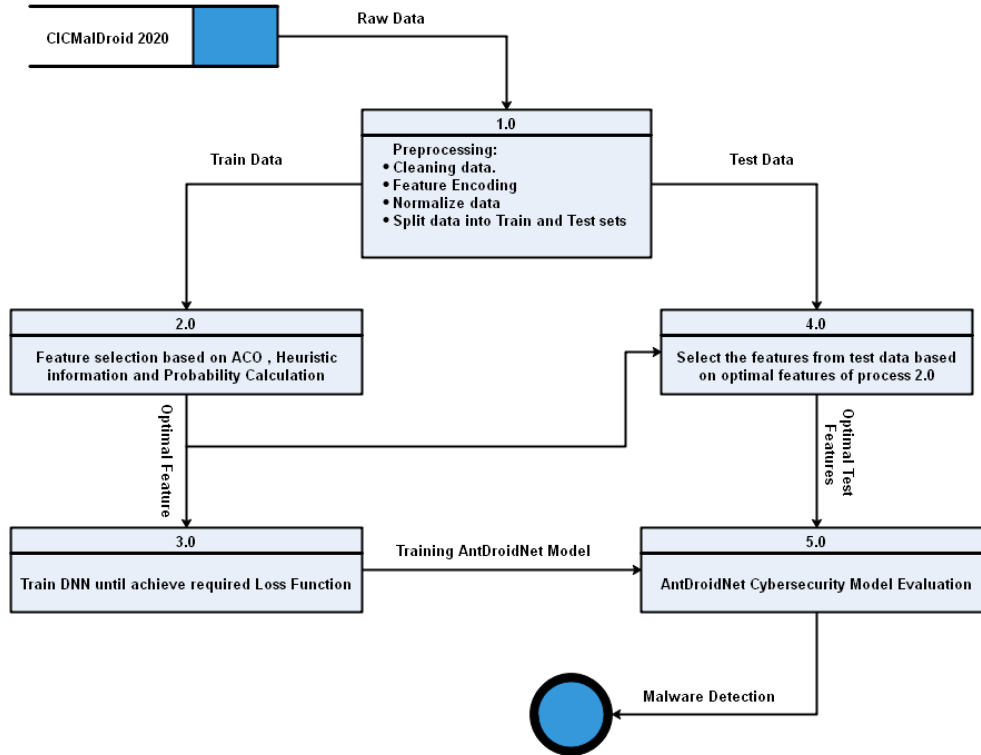 CICMalDroid 2020
Raw Data
1.0
Preprocessing:
• Cleaning data.
• Feature Encoding
• Normalize data
• Split data into Train and Test sets
Train Data
Test Data
2.0
Feature selection based on ACO , Heuristic
information and Probability Calculation
4.0
Select the features from test data based
on optimal features of process 2.0
Optimal Feature
Optimal Test
Features
3.0
Train DNN until achieve required Loss Function
Training AntDroidNet Model
5.0
AntDroidNet Cybersecurity Model Evaluation
Malware Detection